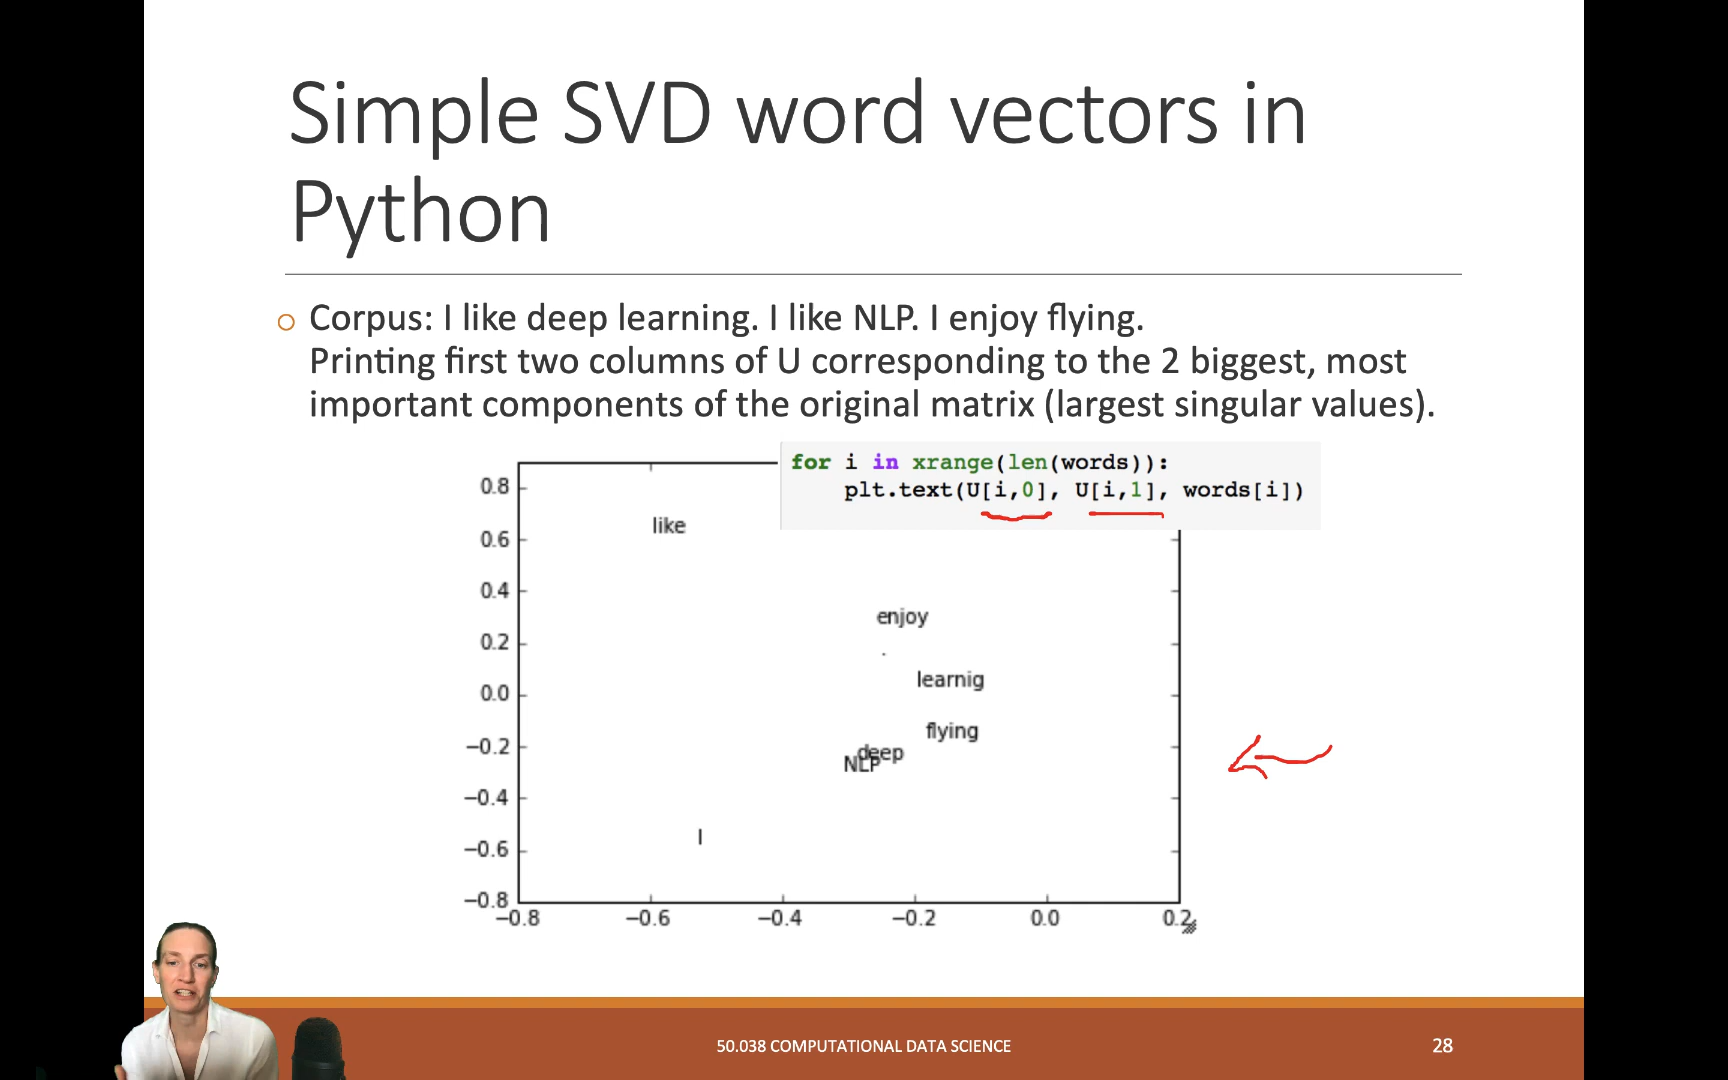 Simple SVD word vectors in
Python
Corpus: I like deep learning. I like NLP. I enjoy flying.
Printing first two columns of U corresponding to the 2 biggest, most
important components of the original matrix (largest singular values).
for i in xrange(len(words)):
plt.text(U[i,0], U[i,1], words[i])
0.8
like
0.6
0.4
enjoy
0.2
.
learnig
0.0
flying
−0.2
deep
NLP
−0.4
I
−0.6
−0.8
−0.8 −0.6 −0.4 −0.2 0.0 0.2
50.038 COMPUTATIONAL DATA SCIENCE
28